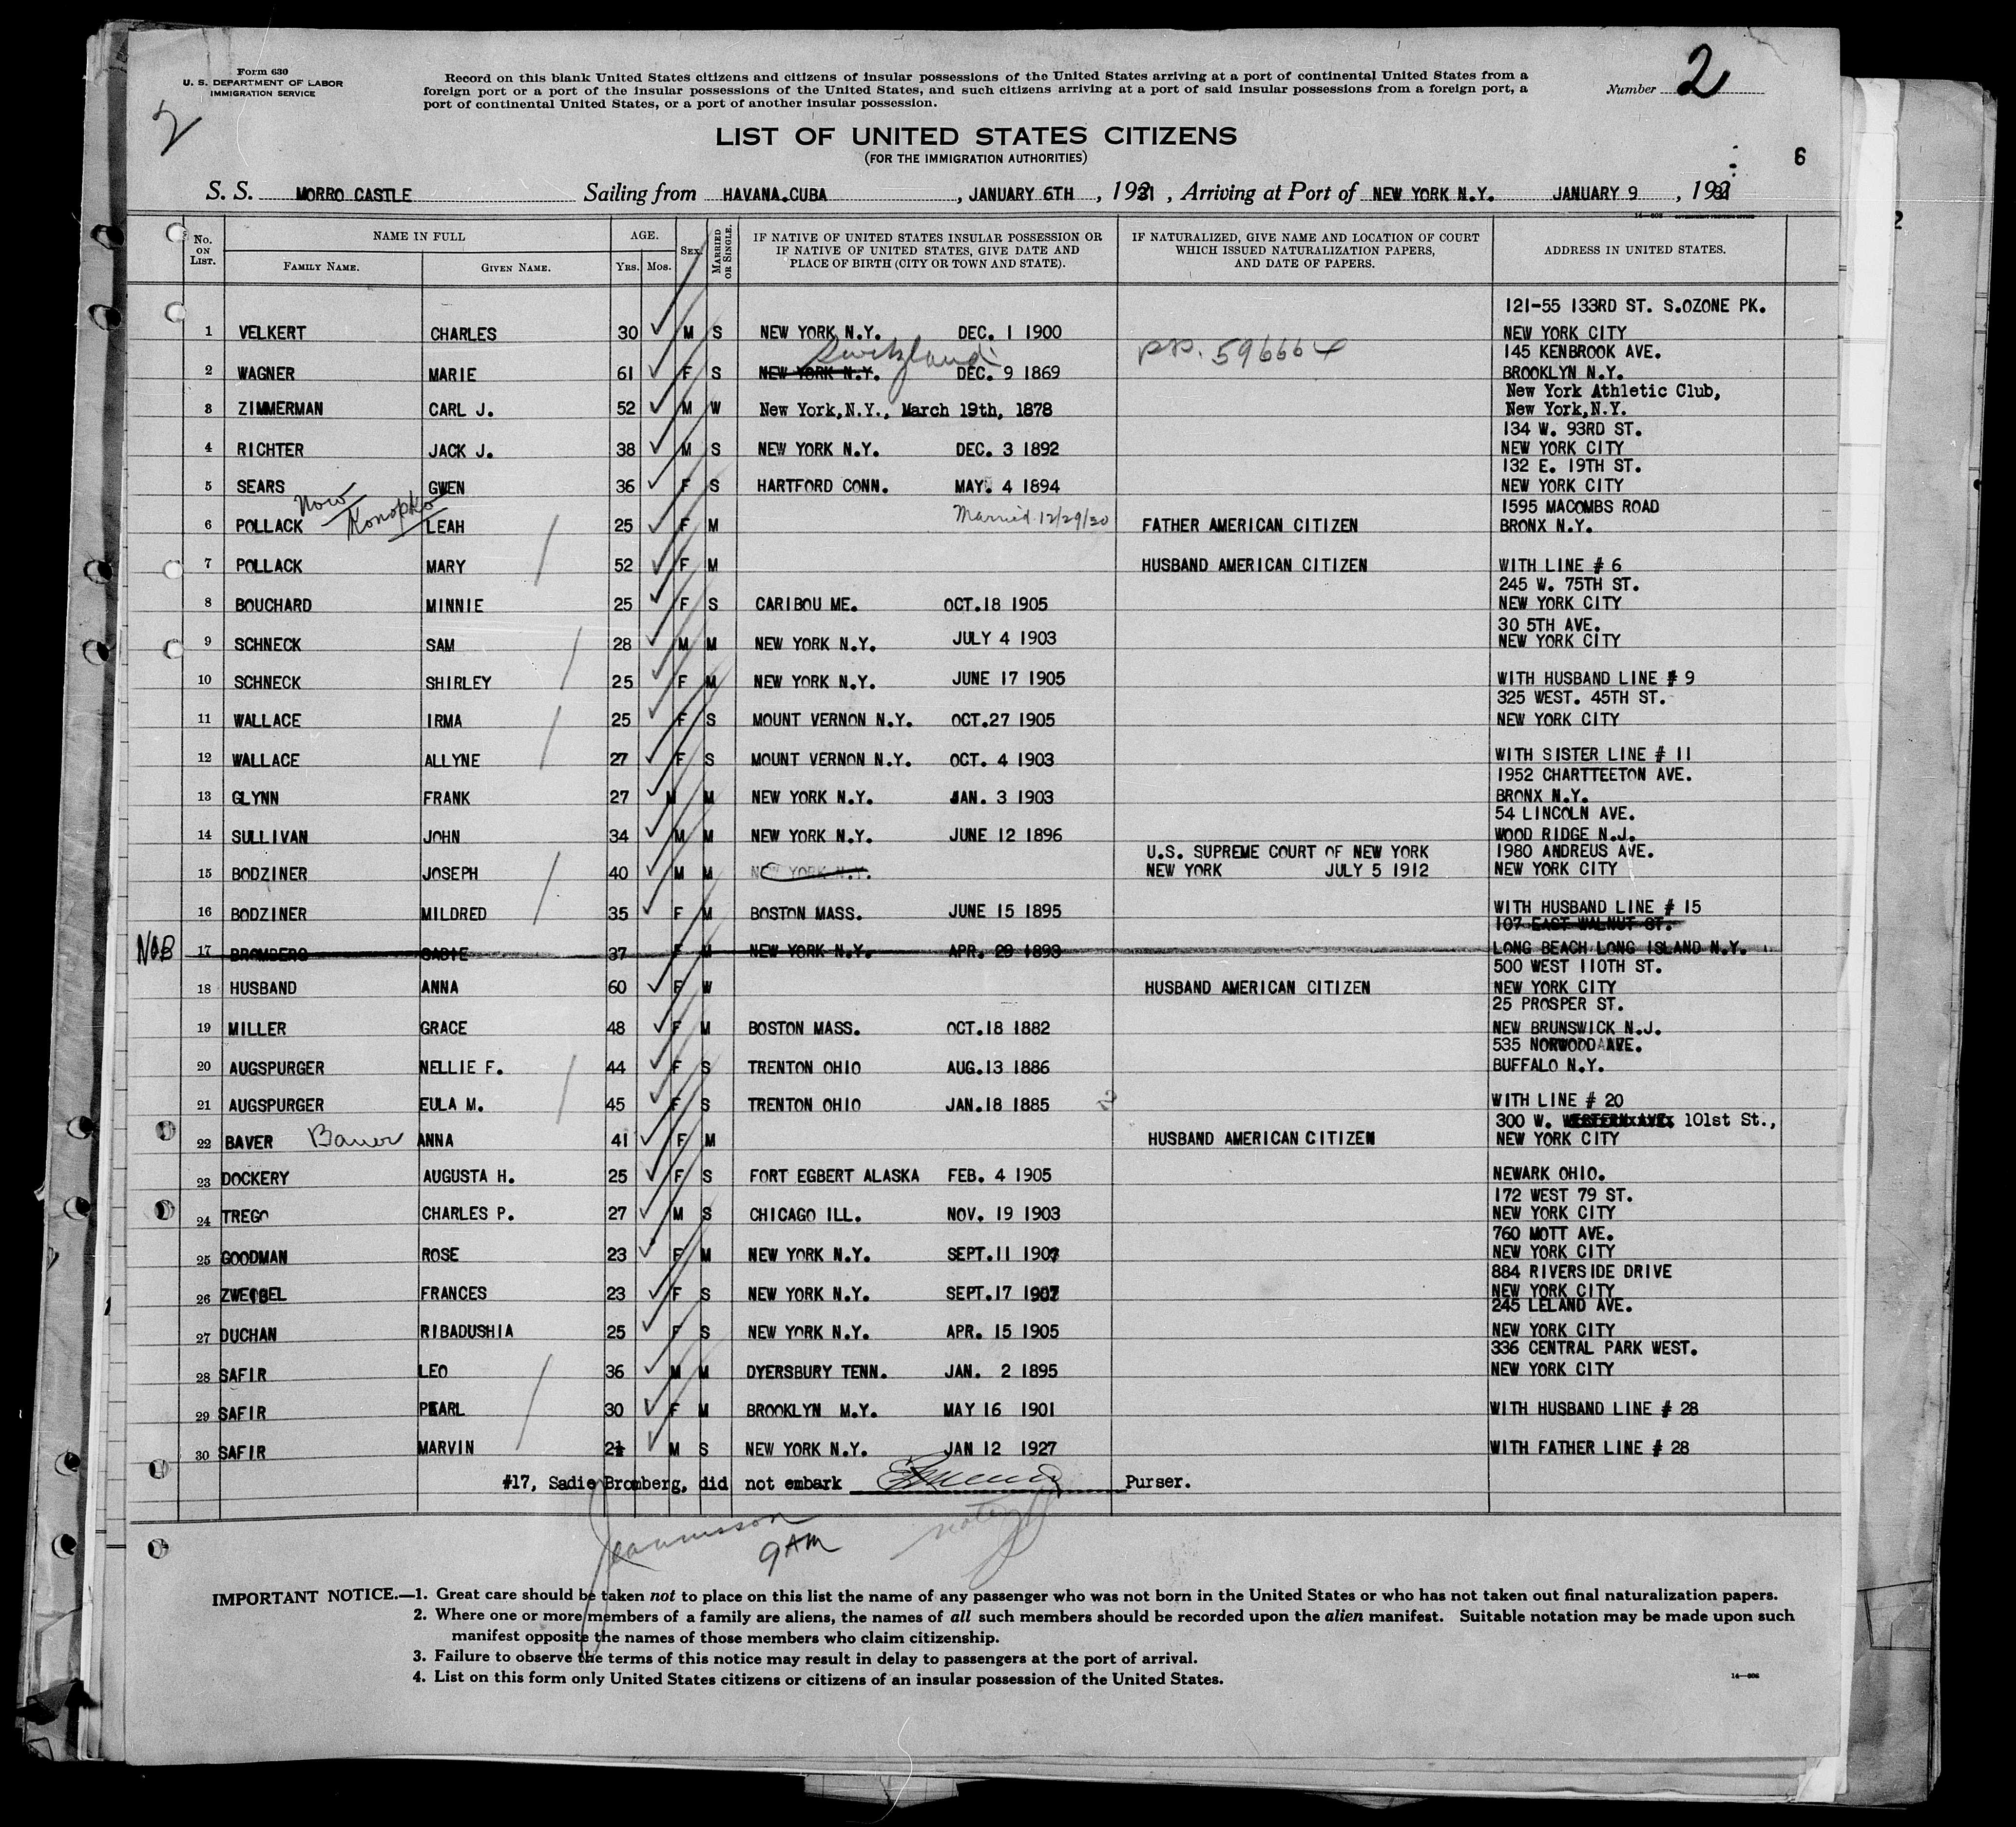 Form 630
U. S. DEPARTMENT OF LABOR
IMMIGRATION SERVICE
2
Record on this blank United States citizens and citizens of insular possessions of the United States arriving at a port of continental United States from a
foreign port or a port of the insular possessions of the United States, and such citizens arriving at a port of said insular possessions from a foreign port, a
port of continental United States, or a port of another insular possession.
Number 2
LIST OF UNITED STATES CITIZENS
(FOR THE IMMIGRATION AUTHORITIES)
6
S. S. MORRO CASTLE Sailing from HAVANA.CUBA , JANUARY 6TH , 1931 , Arriving at Port of NEW YORK N.Y. JANUARY 9 , 1931
No. ON LIST. NAME IN FULL FAMILY NAME. GIVEN NAME. AGE. Yrs. Mos. SEX. MARRIED OR SINGLE. IF NATIVE OF UNITED STATES INSULAR POSSESSION OR IF NATIVE OF UNITED STATES, GIVE DATE AND PLACE OF BIRTH (CITY OR TOWN AND STATE). IF NATURALIZED, GIVE NAME AND LOCATION OF COURT WHICH ISSUED NATURALIZATION PAPERS, AND DATE OF PAPERS. ADDRESS IN UNITED STATES.
121-55 133RD ST. S.OZONE PK.
1 VELKERT CHARLES 30 M S NEW YORK N.Y. DEC. 1 1900 NEW YORK CITY
Switzland PP. 596664 145 KENBROOK AVE.
2 WAGNER MARIE 61 F S NEW YORK N.Y. DEC. 9 1869 BROOKLYN N.Y.
New York Athletic Club,
3 ZIMMERMAN CARL J. 52 M W New York,N.Y., March 19th, 1878 New York,N.Y.
134 W. 93RD ST.
4 RICHTER JACK J. 38 M S NEW YORK N.Y. DEC. 3 1892 NEW YORK CITY
132 E. 19TH ST.
5 SEARS GWEN 36 F S HARTFORD CONN. MAY. 4 1894 NEW YORK CITY
Now Konopko Married 12/29/30 1595 MACOMBS ROAD
6 POLLACK LEAH 25 F M FATHER AMERICAN CITIZEN BRONX N.Y.
7 POLLACK MARY 52 F M HUSBAND AMERICAN CITIZEN WITH LINE # 6
245 W. 75TH ST.
8 BOUCHARD MINNIE 25 F S CARIBOU ME. OCT.18 1905 NEW YORK CITY
30 5TH AVE.
9 SCHNECK SAM 28 M M NEW YORK N.Y. JULY 4 1903 NEW YORK CITY
10 SCHNECK SHIRLEY 25 F M NEW YORK N.Y. JUNE 17 1905 WITH HUSBAND LINE # 9
325 WEST. 45TH ST.
11 WALLACE IRMA 25 F S MOUNT VERNON N.Y. OCT.27 1905 NEW YORK CITY
12 WALLACE ALLYNE 27 F S MOUNT VERNON N.Y. OCT. 4 1903 WITH SISTER LINE # 11
1952 CHARTTEETON AVE.
13 GLYNN FRANK 27 M M NEW YORK N.Y. JAN. 3 1903 BRONX N.Y.
54 LINCOLN AVE.
14 SULLIVAN JOHN 34 M M NEW YORK N.Y. JUNE 12 1896 WOOD RIDGE N.J.
U.S. SUPREME COURT OF NEW YORK 1980 ANDREUS AVE.
15 BODZINER JOSEPH 40 M M NEW YORK N.Y. NEW YORK JULY 5 1912 NEW YORK CITY
16 BODZINER MILDRED 35 F M BOSTON MASS. JUNE 15 1895 WITH HUSBAND LINE # 15
107 EAST WALNUT ST.
NOB 17 BROMBERG SADIE 37 F M NEW YORK N.Y. APR. 29 1893 LONG BEACH LONG ISLAND N.Y.
500 WEST 110TH ST.
18 HUSBAND ANNA 60 F W HUSBAND AMERICAN CITIZEN NEW YORK CITY
25 PROSPER ST.
19 MILLER GRACE 48 F M BOSTON MASS. OCT.18 1882 NEW BRUNSWICK N.J.
535 NORWOOD AVE.
20 AUGSPURGER NELLIE F. 44 F S TRENTON OHIO AUG.13 1886 BUFFALO N.Y.
21 AUGSPURGER EULA M. 45 F S TRENTON OHIO JAN.18 1885 WITH LINE # 20
300 W. WESTERN AVE. 101st St.,
22 BAVER Bauer ANNA 41 F M HUSBAND AMERICAN CITIZEN NEW YORK CITY
23 DOCKERY AUGUSTA H. 25 F S FORT EGBERT ALASKA FEB. 4 1905 NEWARK OHIO.
172 WEST 79 ST.
24 TREGO CHARLES P. 27 M S CHICAGO ILL. NOV. 19 1903 NEW YORK CITY
760 MOTT AVE.
25 GOODMAN ROSE 23 F M NEW YORK N.Y. SEPT.11 1907 NEW YORK CITY
884 RIVERSIDE DRIVE
26 ZWEIBEL FRANCES 23 F S NEW YORK N.Y. SEPT.17 1907 NEW YORK CITY
245 LELAND AVE.
27 DUCHAN RIBADUSHIA 25 F S NEW YORK N.Y. APR. 15 1905 NEW YORK CITY
336 CENTRAL PARK WEST.
28 SAFIR LEO 36 M M DYERSBURY TENN. JAN. 2 1895 NEW YORK CITY
29 SAFIR PEARL 30 F M BROOKLYN M.Y. MAY 16 1901 WITH HUSBAND LINE # 28
30 SAFIR MARVIN M S NEW YORK N.Y. JAN 12 1927 WITH FATHER LINE # 28
#17, Sadie Bromberg, did not embark Purser.
9 AM
IMPORTANT NOTICE.—1. Great care should be taken not to place on this list the name of any passenger who was not born in the United States or who has not taken out final naturalization papers.
2. Where one or more members of a family are aliens, the names of all such members should be recorded upon the alien manifest. Suitable notation may be made upon such
manifest opposite the names of those members who claim citizenship.
3. Failure to observe the terms of this notice may result in delay to passengers at the port of arrival.
4. List on this form only United States citizens or citizens of an insular possession of the United States.